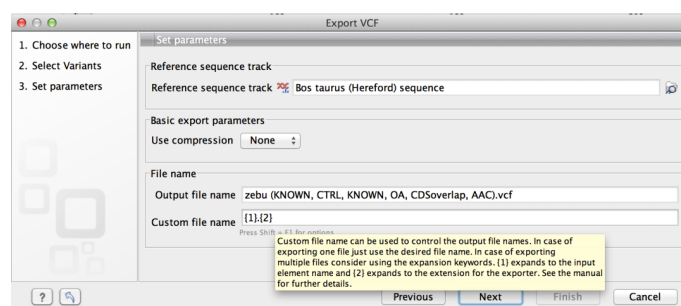 Export VCF
1. Choose where to run
2. Select Variants
3. Set parameters
Set parameters
Reference sequence track
Reference sequence track Bos taurus (Hereford) sequence
Basic export parameters
Use compression None
File name
Output file name zebu (KNOWN, CTRL, KNOWN, OA, CDSoverlap, AAC).vcf
Custom file name {1}.{2}
Press Shift + F1 for options
Custom file name can be used to control the output file names. In case of
exporting one file just use the desired file name. In case of exporting
multiple files consider using the expansion keywords. {1} expands to the input
element name and {2} expands to the extension for the exporter. See the manual
for further details.
? Previous Next Finish Cancel